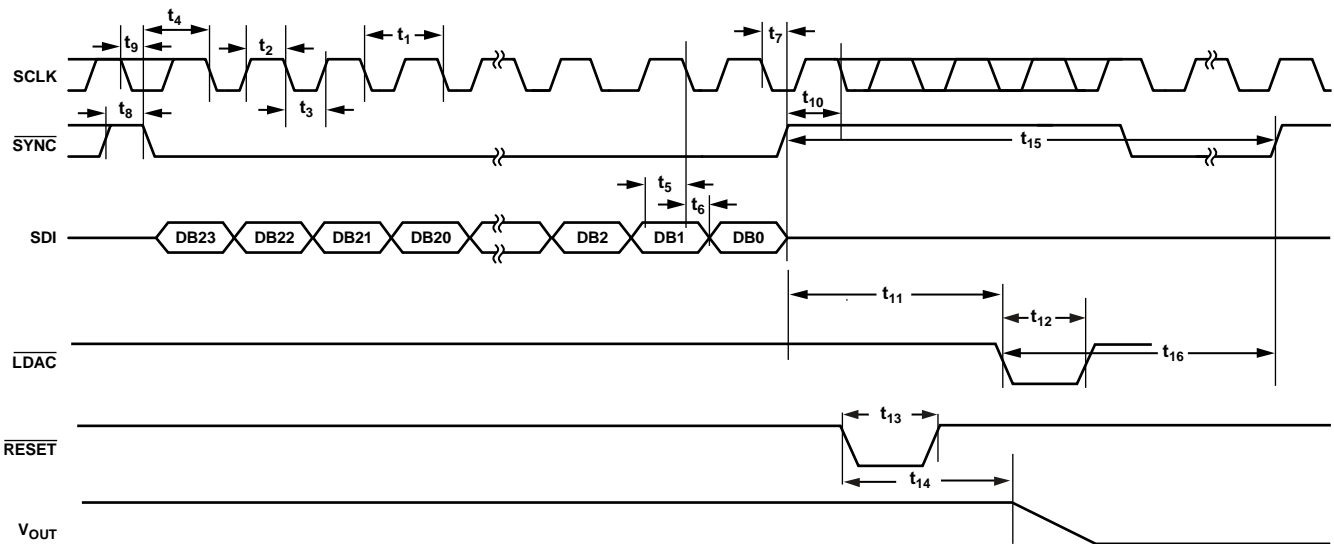 t4
t9
t2
t1
t7
SCLK
t3
t10
t8
SYNC
t15
t5
t6
SDI
DB23
DB22
DB21
DB20
DB2
DB1
DB0
t11
t12
LDAC
t16
t13
RESET
t14
VOUT